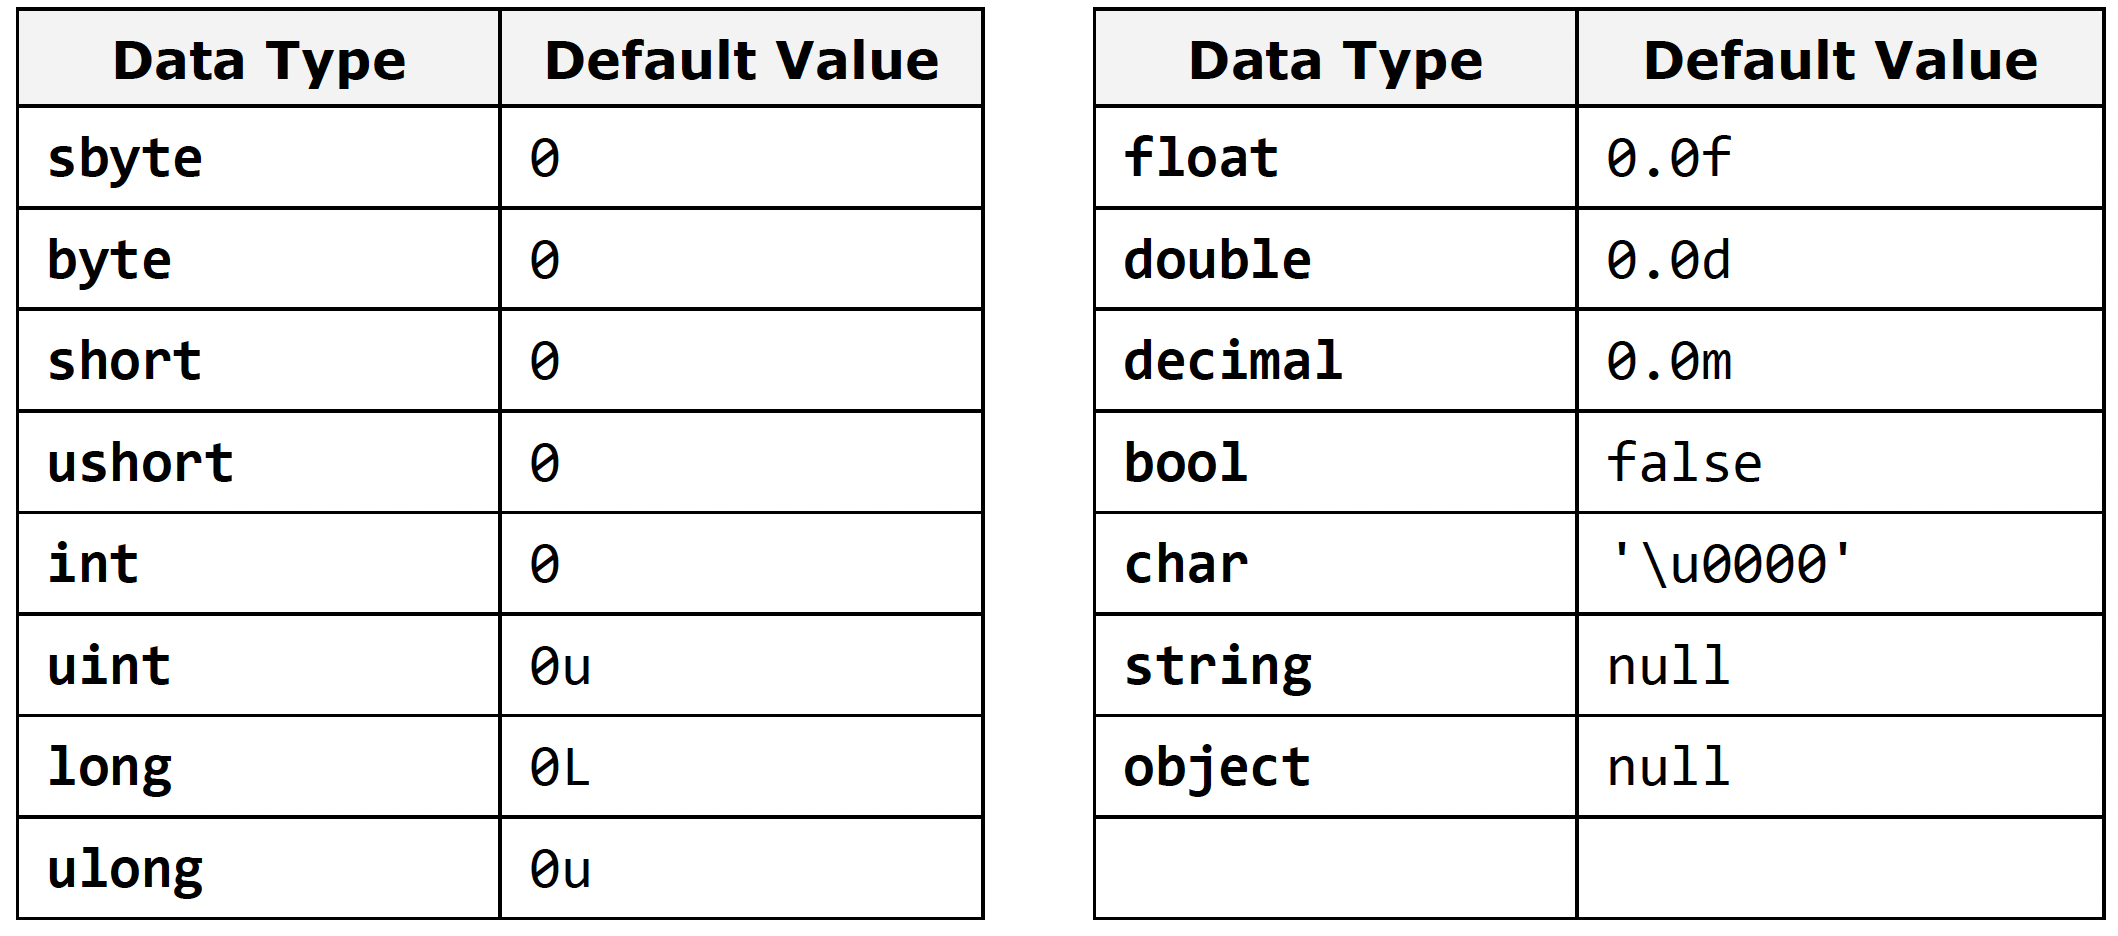 Data Type Default Value
sbyte 0
byte 0
short 0
ushort 0
int 0
uint 0u
long 0L
ulong 0u
Data Type Default Value
float 0.0f
double 0.0d
decimal 0.0m
bool false
char '\u0000'
string null
object null